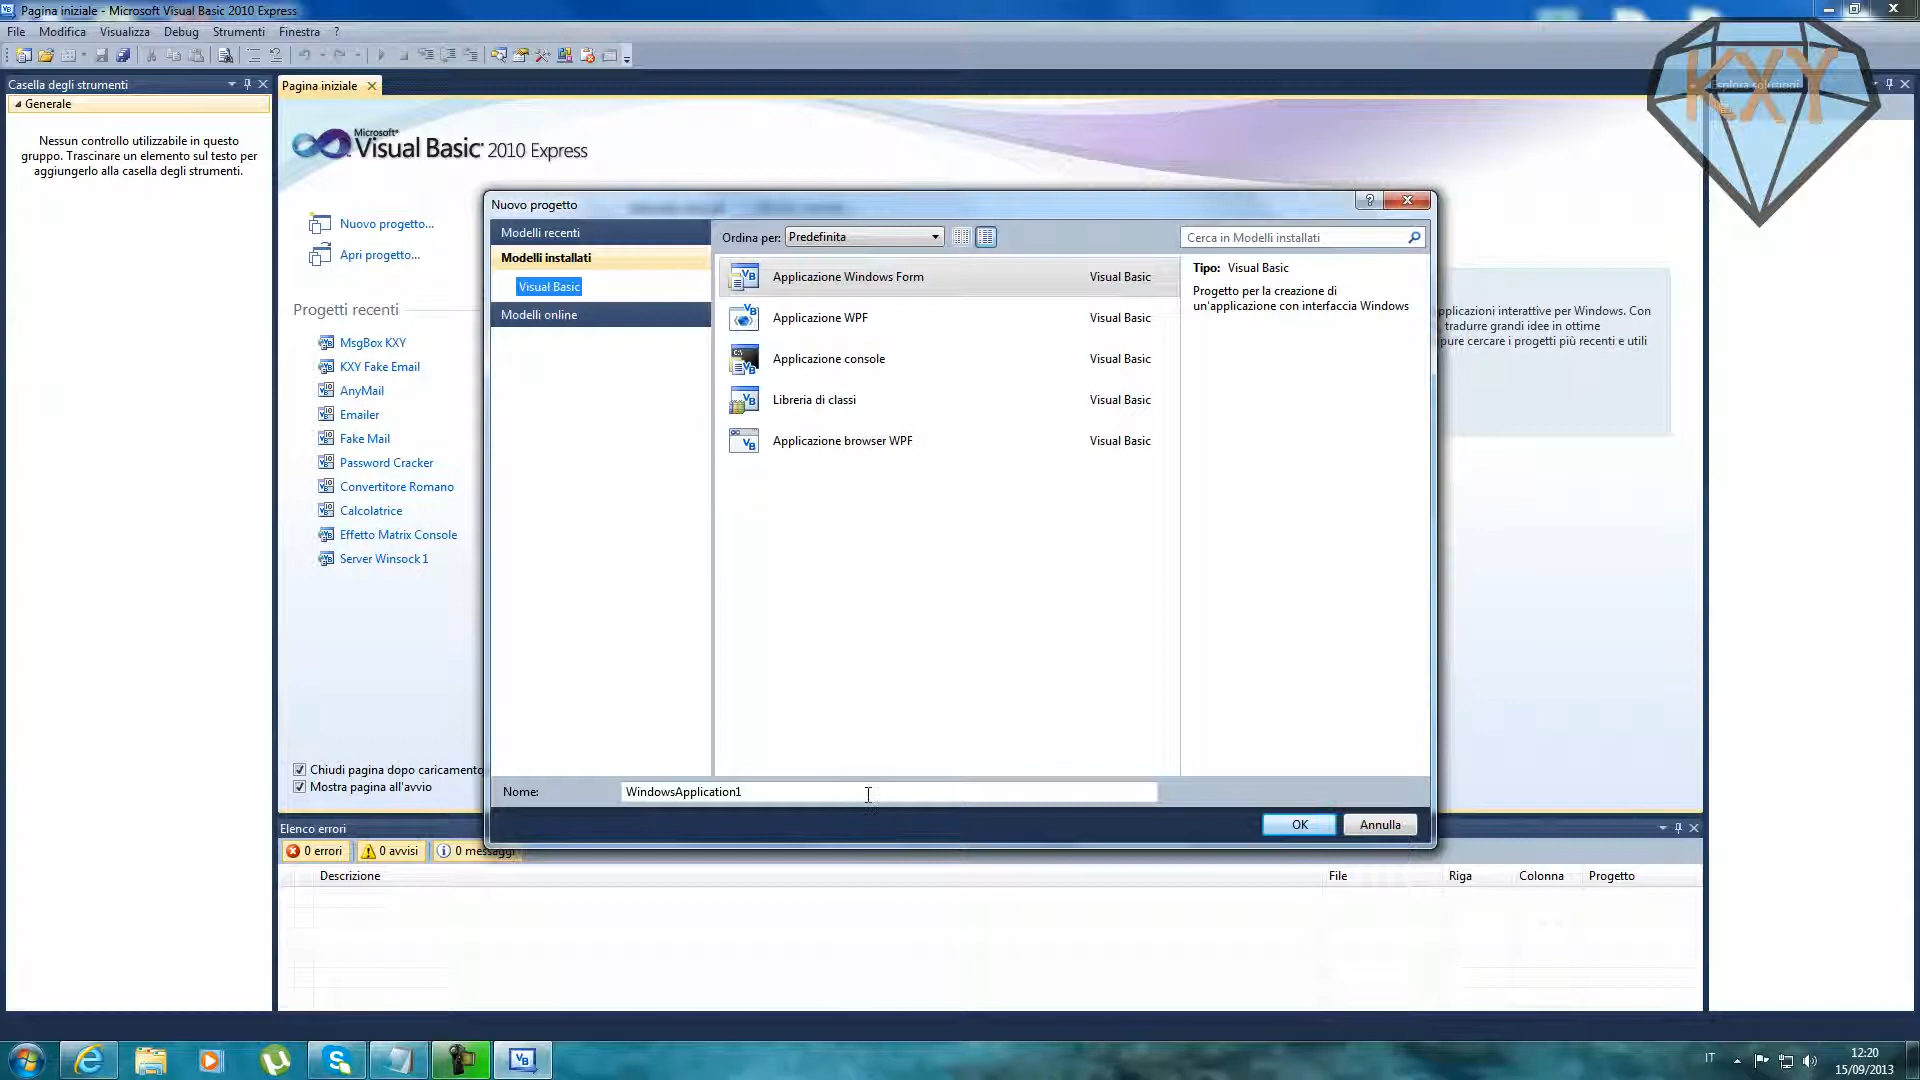 Pagina iniziale - Microsoft Visual Basic 2010 Express
File Modifica Visualizza Debug Strumenti Finestra ?
Casella degli strumenti
Generale
Nessun controllo utilizzabile in questo
gruppo. Trascinare un elemento sul testo per
aggiungerlo alla casella degli strumenti.
Pagina iniziale
Microsoft®
Visual Basic® 2010 Express
Esplora soluzioni
KXY
Nuovo progetto...
Apri progetto...
Progetti recenti
MsgBox KXY
KXY Fake Email
AnyMail
Emailer
Fake Mail
Password Cracker
Convertitore Romano
Calcolatrice
Effetto Matrix Console
Server Winsock 1
Chiudi pagina dopo caricamento
Mostra pagina all'avvio
pplicazioni interattive per Windows. Con
tradurre grandi idee in ottime
pure cercare i progetti più recenti e utili
Nuovo progetto
Modelli recenti
Modelli installati
Visual Basic
Modelli online
Ordina per: Predefinita
Cerca in Modelli installati
Applicazione Windows Form Visual Basic
Applicazione WPF Visual Basic
Applicazione console Visual Basic
Libreria di classi Visual Basic
Applicazione browser WPF Visual Basic
Tipo: Visual Basic
Progetto per la creazione di
un'applicazione con interfaccia Windows
Nome: WindowsApplication1
OK Annulla
Elenco errori
0 errori 0 avvisi 0 messaggi
Descrizione File Riga Colonna Progetto
IT
12:20
15/09/2013